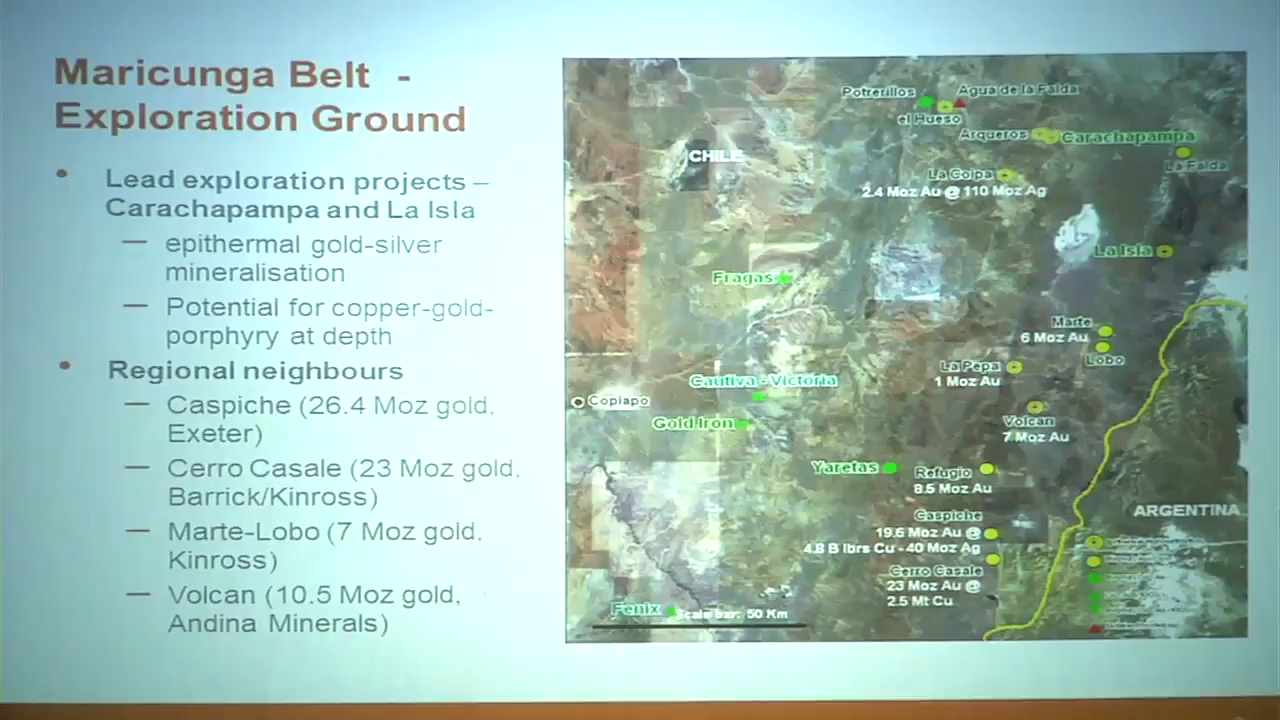 Maricunga Belt -
Exploration Ground
• Lead exploration projects –
Carachapampa and La Isla
— epithermal gold-silver
mineralisation
— Potential for copper-gold-
porphyry at depth
• Regional neighbours
— Caspiche (26.4 Moz gold,
Exeter)
— Cerro Casale (23 Moz gold,
Barrick/Kinross)
— Marte-Lobo (7 Moz gold,
Kinross)
— Volcan (10.5 Moz gold,
Andina Minerals)
Potrerillos
Agua de la Falda
el Hueso
Arqueros
Carachapampa
CHILE
La Falda
La Coipa
2.4 Moz Au @ 110 Moz Ag
La Isla
Fragas
Marte
6 Moz Au
Lobo
La Pepa
1 Moz Au
Cautiva - Victoria
Copiapo
Gold Iron
Volcan
7 Moz Au
Yaretas
Refugio
8.5 Moz Au
Caspiche
19.6 Moz Au @
4.8 B lbrs Cu - 40 Moz Ag
ARGENTINA
Cerro Casale
23 Moz Au @
2.5 Mt Cu
Fenix
Scale bar: 50 Km